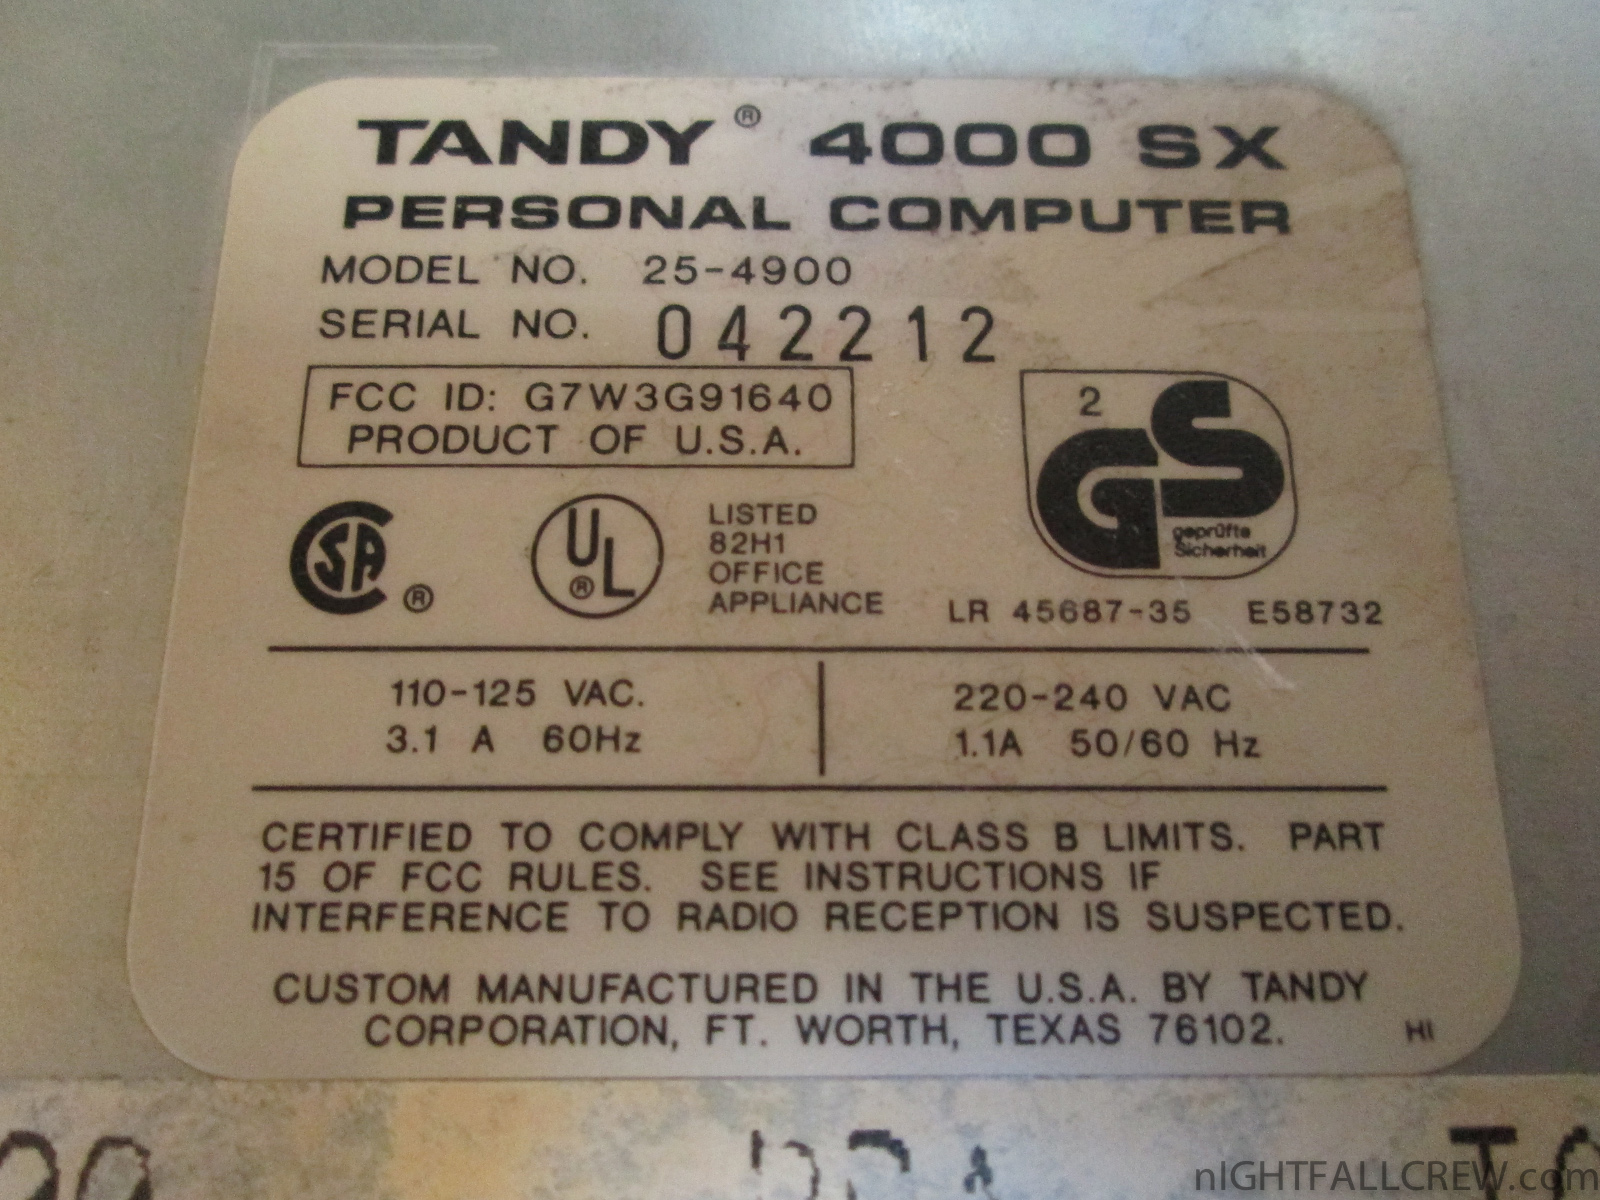 TANDY® 4000 SX
PERSONAL COMPUTER
MODEL NO. 25-4900
SERIAL NO. 042212
FCC ID: G7W3G91640
PRODUCT OF U.S.A.
2
GS
geprüfte
Sicherheit
SA ®
UL ®
LISTED
82H1
OFFICE
APPLIANCE
LR 45687-35 E58732
110-125 VAC.
3.1 A 60Hz
220-240 VAC
1.1A 50/60 Hz
CERTIFIED TO COMPLY WITH CLASS B LIMITS. PART
15 OF FCC RULES. SEE INSTRUCTIONS IF
INTERFERENCE TO RADIO RECEPTION IS SUSPECTED.
CUSTOM MANUFACTURED IN THE U.S.A. BY TANDY
CORPORATION, FT. WORTH, TEXAS 76102. HI
nIGHTFALLCREW.com